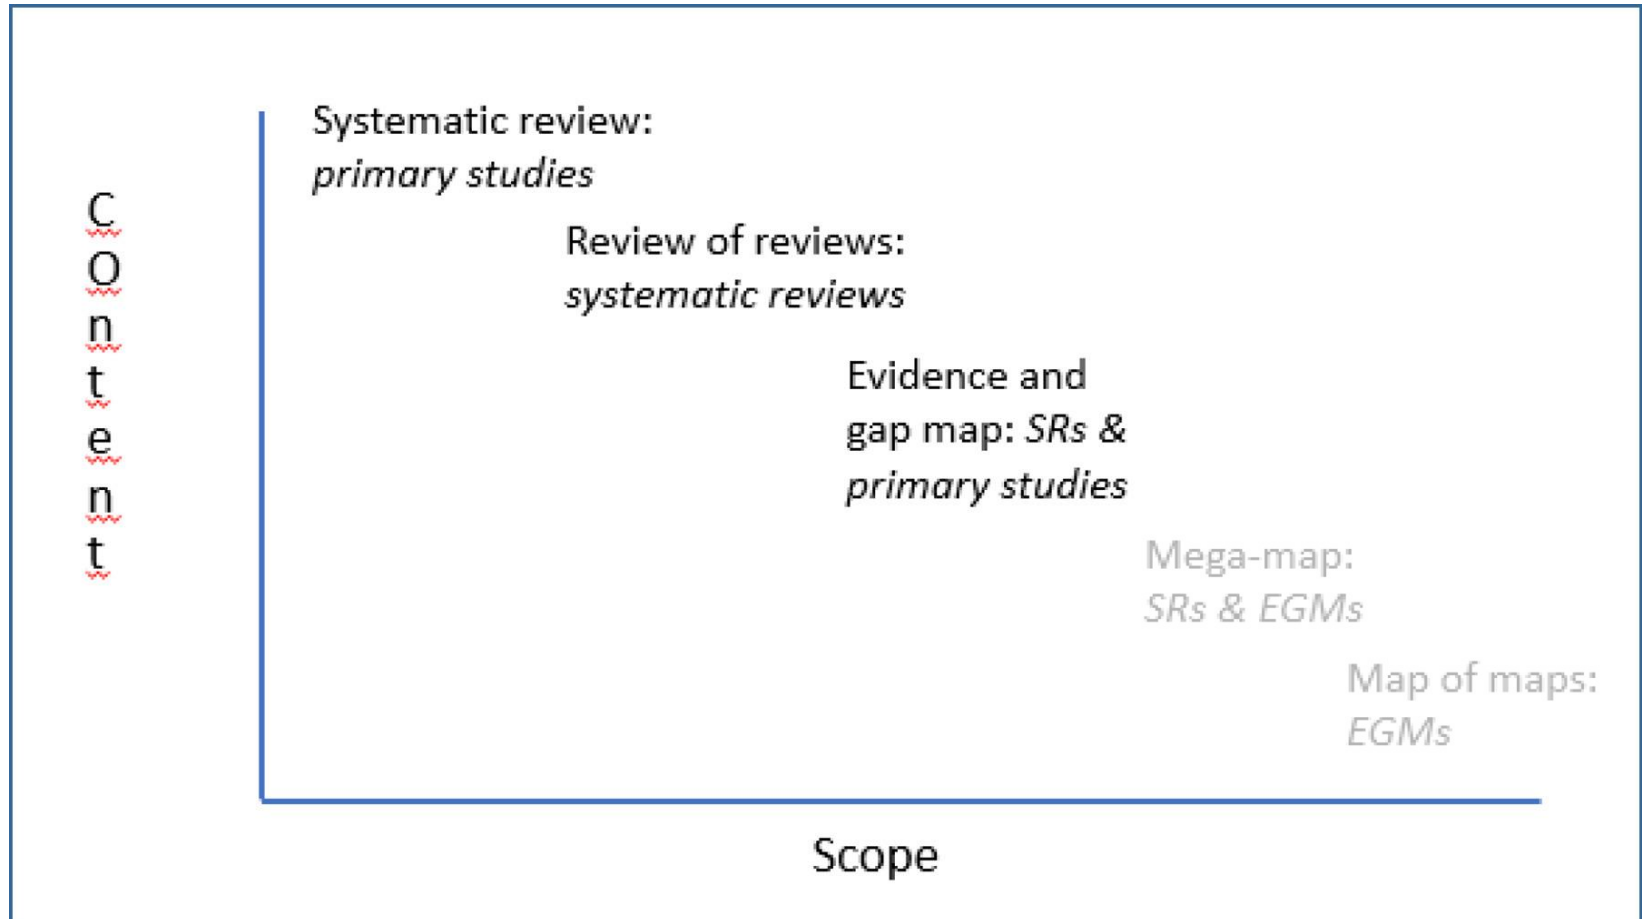 Systematic review:
primary studies
C
O
n
t
e
n
t
Review of reviews:
systematic reviews
Evidence and
gap map: SRs &
primary studies
Mega-map:
SRs & EGMs
Map of maps:
EGMs
Scope